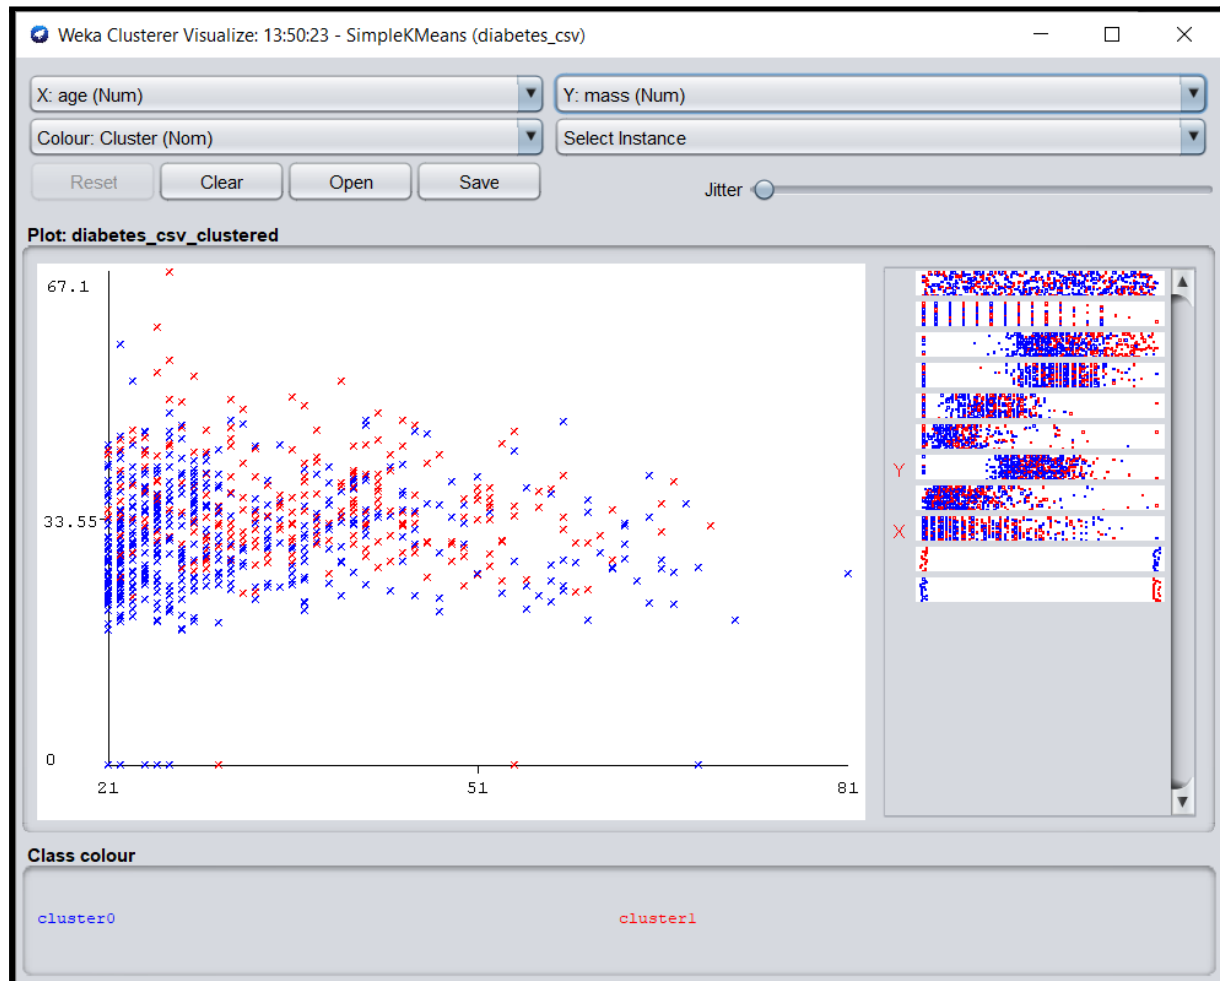 Weka Clusterer Visualize: 13:50:23 - SimpleKMeans (diabetes_csv)
X: age (Num)
Y: mass (Num)
Colour: Cluster (Nom)
Select Instance
Reset
Clear
Open
Save
Jitter
Plot: diabetes_csv_clustered
67.1
33.55
0
21
51
81
Y
X
Class colour
cluster0
cluster1